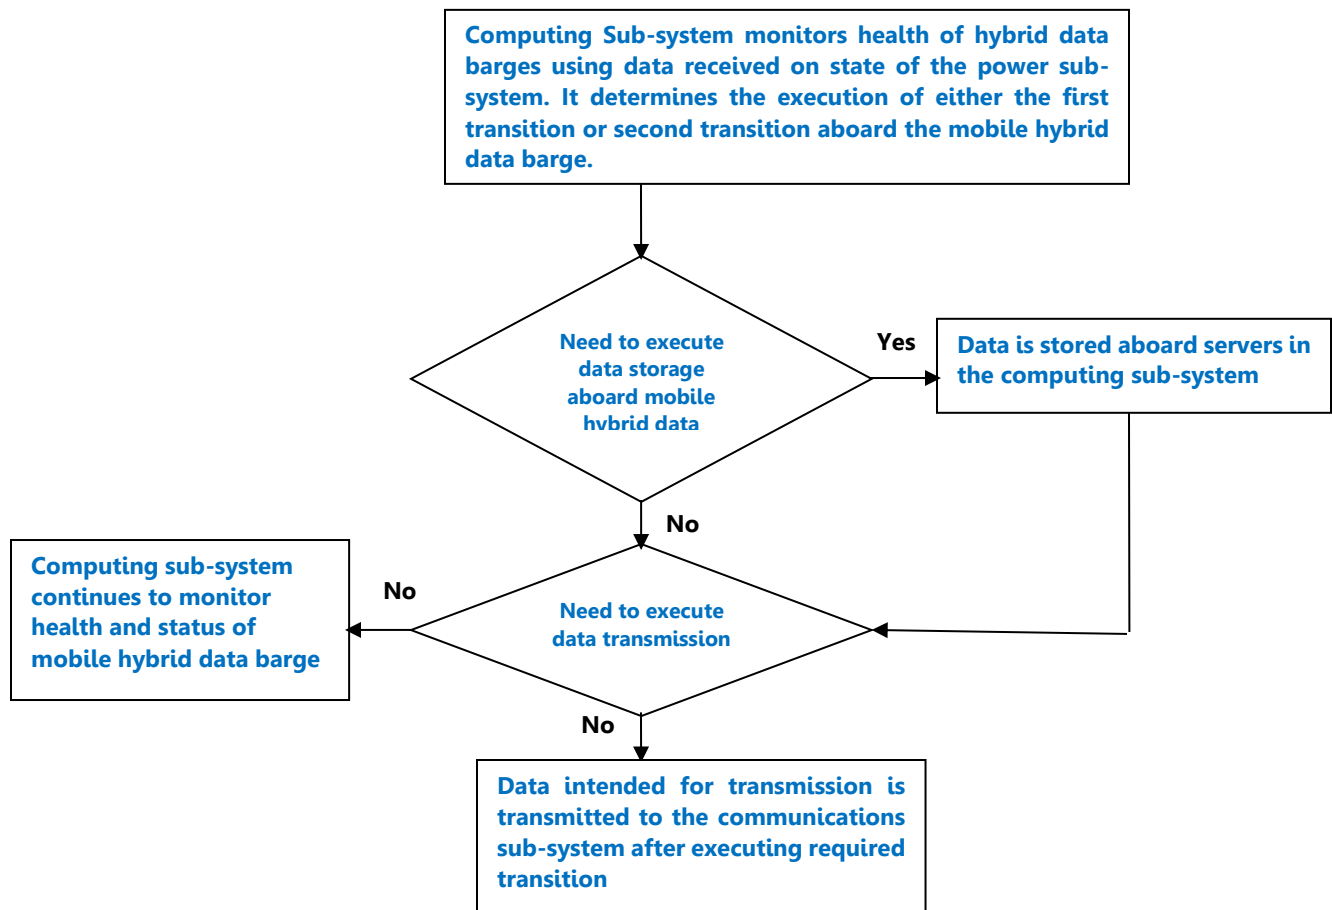 Computing Sub-system monitors health of hybrid data
barges using data received on state of the power sub-
system. It determines the execution of either the first
transition or second transition aboard the mobile hybrid
data barge.
Need to execute
data storage
aboard mobile
hybrid data
Yes
Data is stored aboard servers in
the computing sub-system
No
Computing sub-system
continues to monitor
health and status of
mobile hybrid data barge
No
Need to execute
data transmission
No
Data intended for transmission is
transmitted to the communications
sub-system after executing required
transition